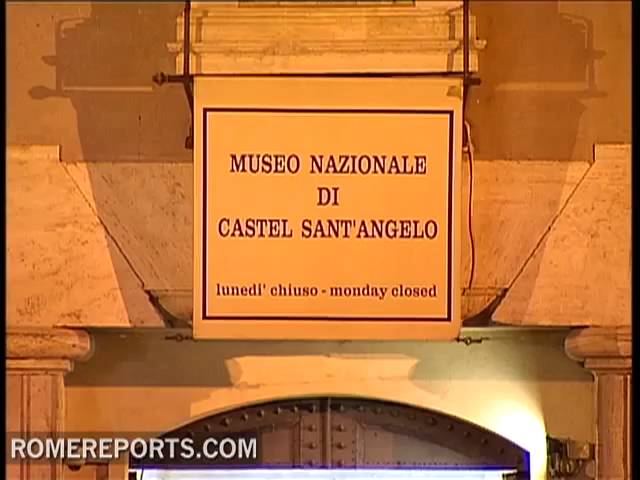 MUSEO NAZIONALE
DI
CASTEL SANT'ANGELO
lunedi' chiuso - monday closed
ROMEREPORTS.COM